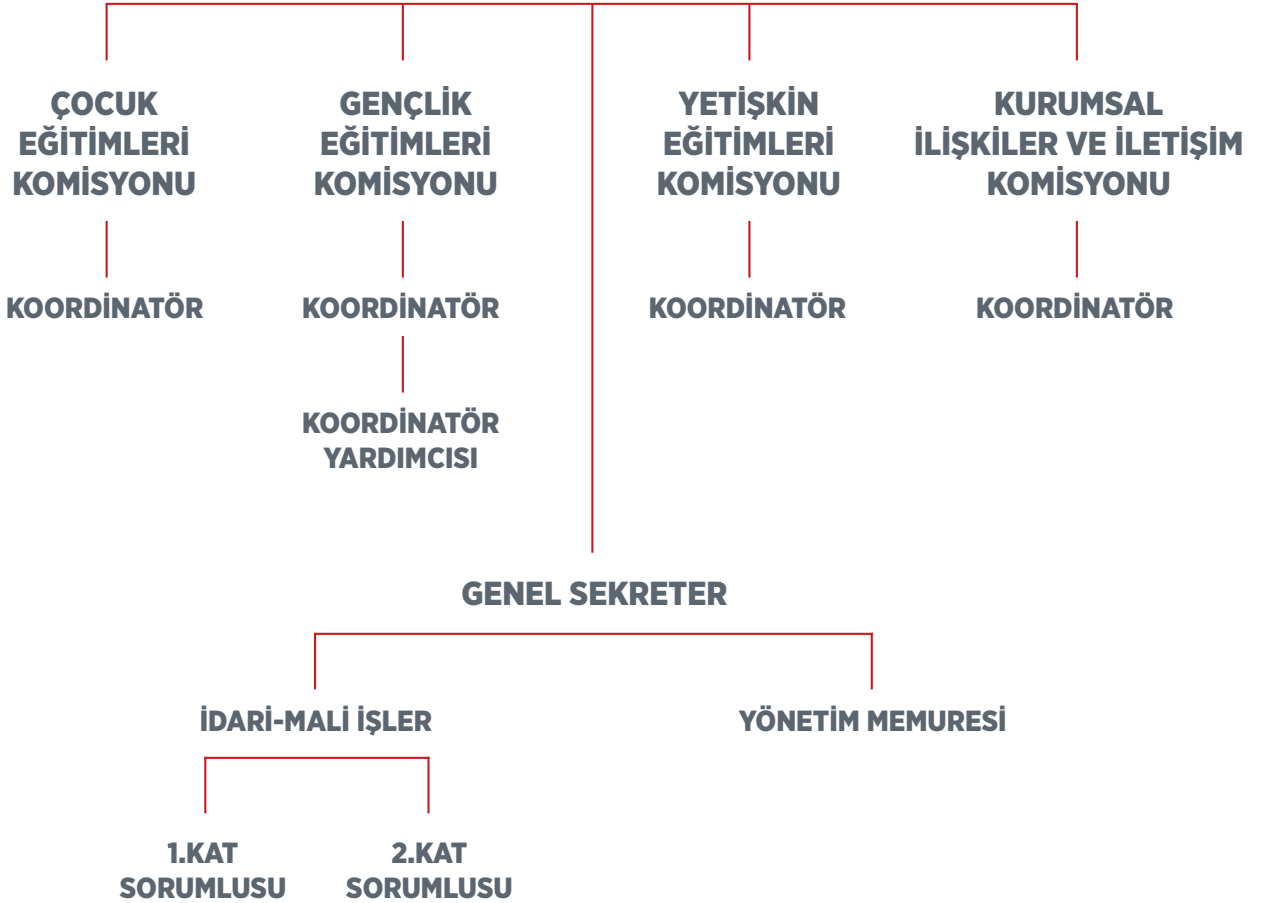 ÇOCUK
EĞİTİMLERİ
KOMİSYONU
GENÇLİK
EĞİTİMLERİ
KOMİSYONU
YETİŞKİN
EĞİTİMLERİ
KOMİSYONU
KURUMSAL
İLİŞKİLER VE İLETİŞİM
KOMİSYONU
KOORDİNATÖR
KOORDİNATÖR
KOORDİNATÖR
KOORDİNATÖR
KOORDİNATÖR
YARDIMCISI
GENEL SEKRETER
İDARİ-MALİ İŞLER
YÖNETİM MEMURESİ
1.KAT
SORUMLUSU
2.KAT
SORUMLUSU